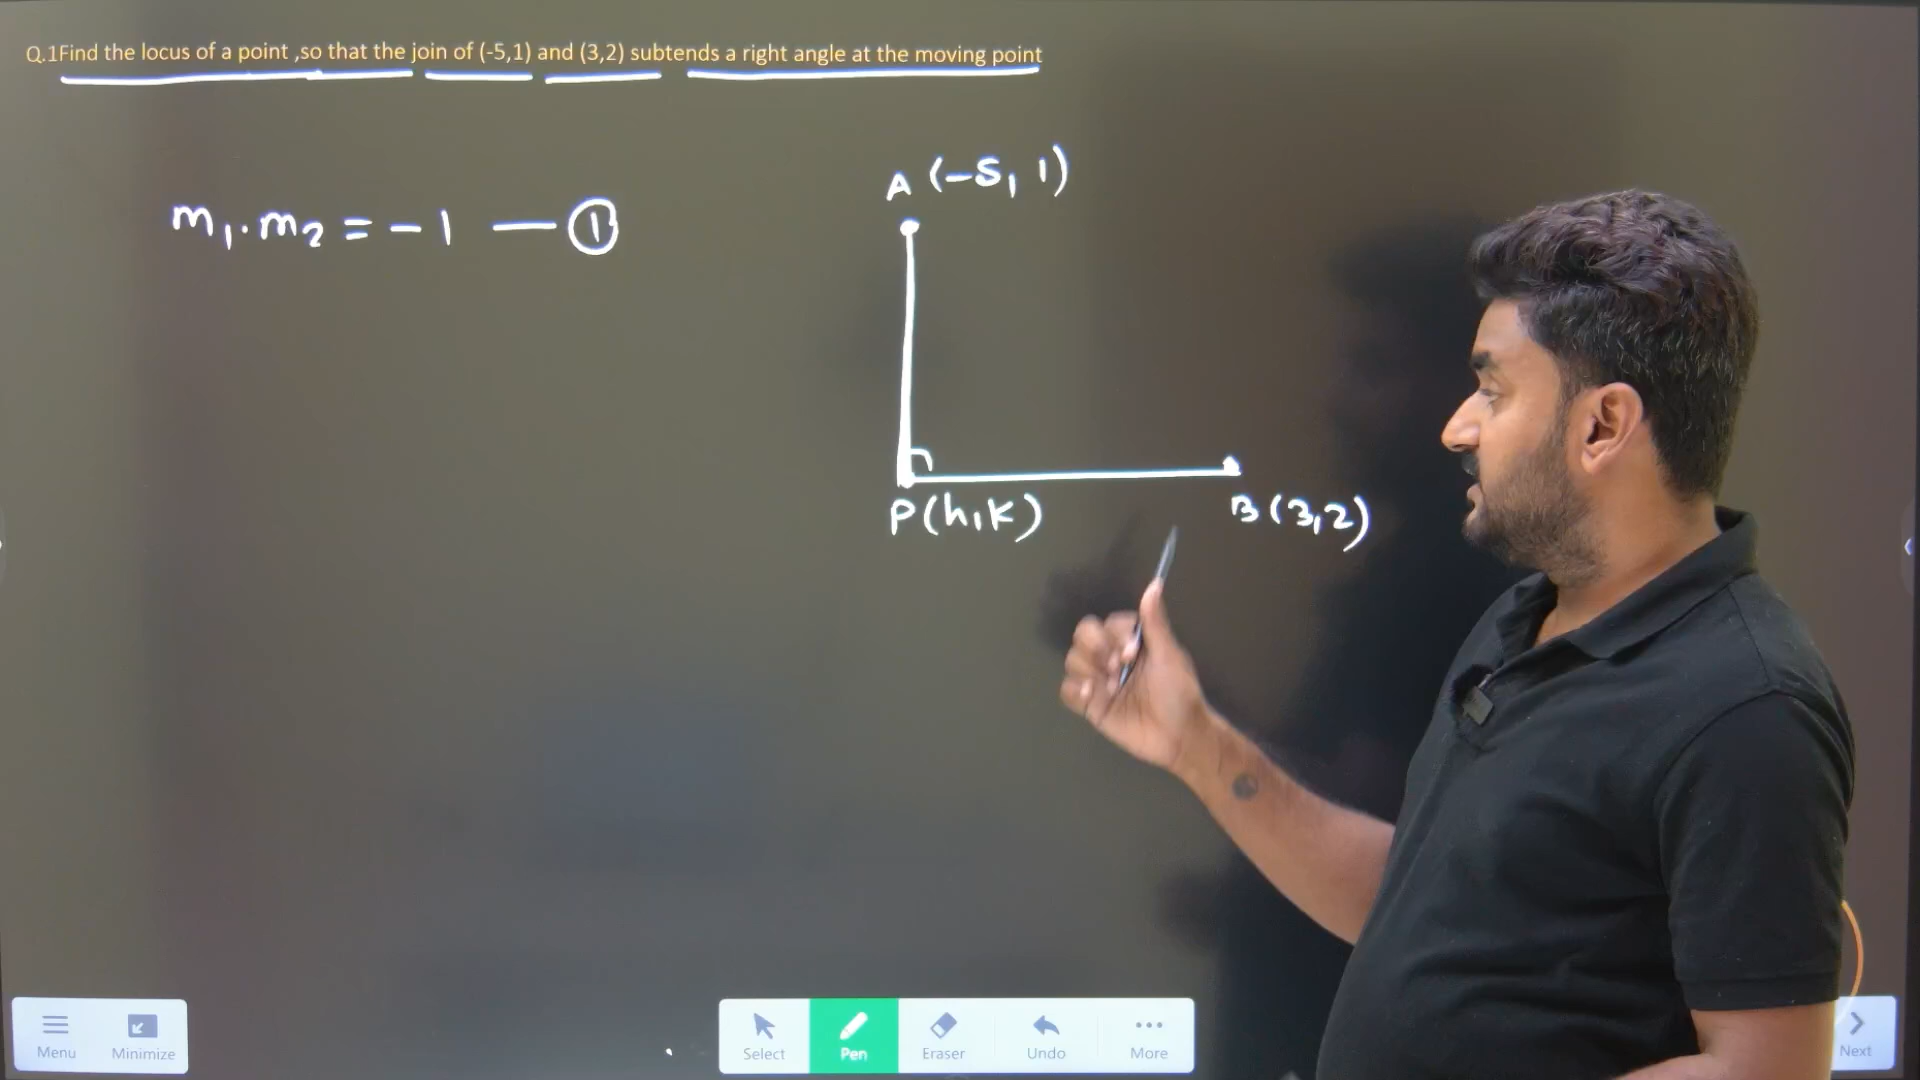 Q.1Find the locus of a point ,so that the join of (-5,1) and (3,2) subtends a right angle at the moving point
A (-5, 1)
m₁.m₂ = -1 — ①
P(h,k)
B(3,2)
Menu
Minimize
Select
Pen
Eraser
Undo
More
Next